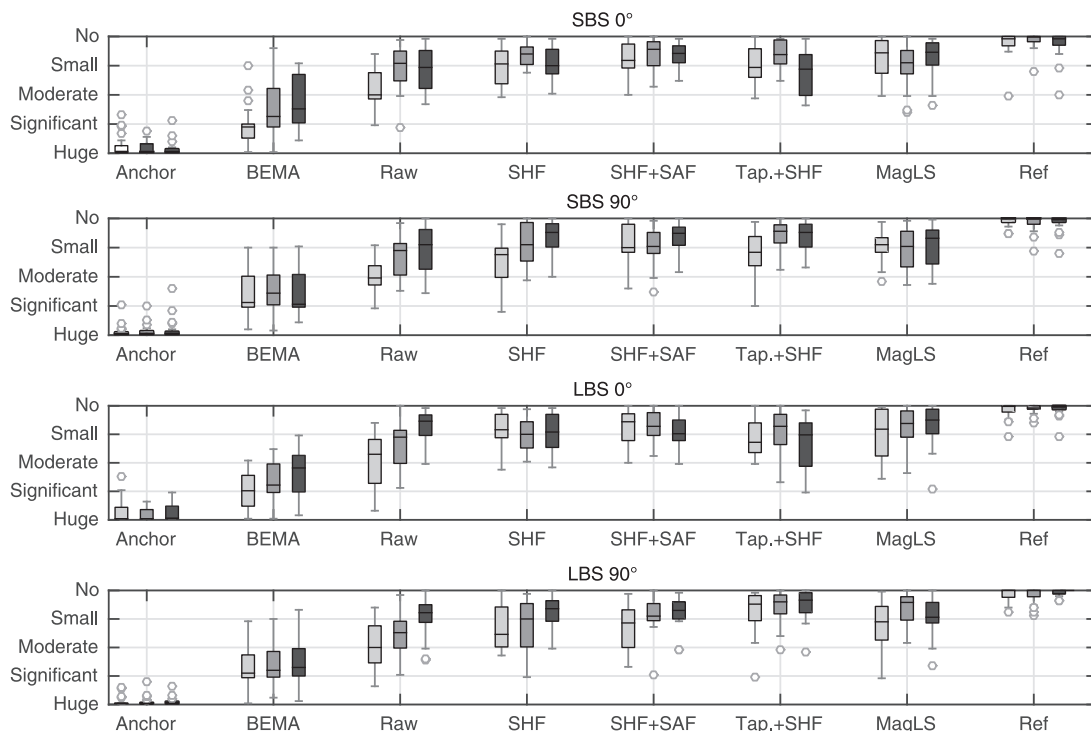 SBS 0°
No
Small
Moderate
Significant
Huge
Anchor BEMA Raw SHF SHF+SAF Tap.+SHF MagLS Ref
SBS 90°
No
Small
Moderate
Significant
Huge
Anchor BEMA Raw SHF SHF+SAF Tap.+SHF MagLS Ref
LBS 0°
No
Small
Moderate
Significant
Huge
Anchor BEMA Raw SHF SHF+SAF Tap.+SHF MagLS Ref
LBS 90°
No
Small
Moderate
Significant
Huge
Anchor BEMA Raw SHF SHF+SAF Tap.+SHF MagLS Ref